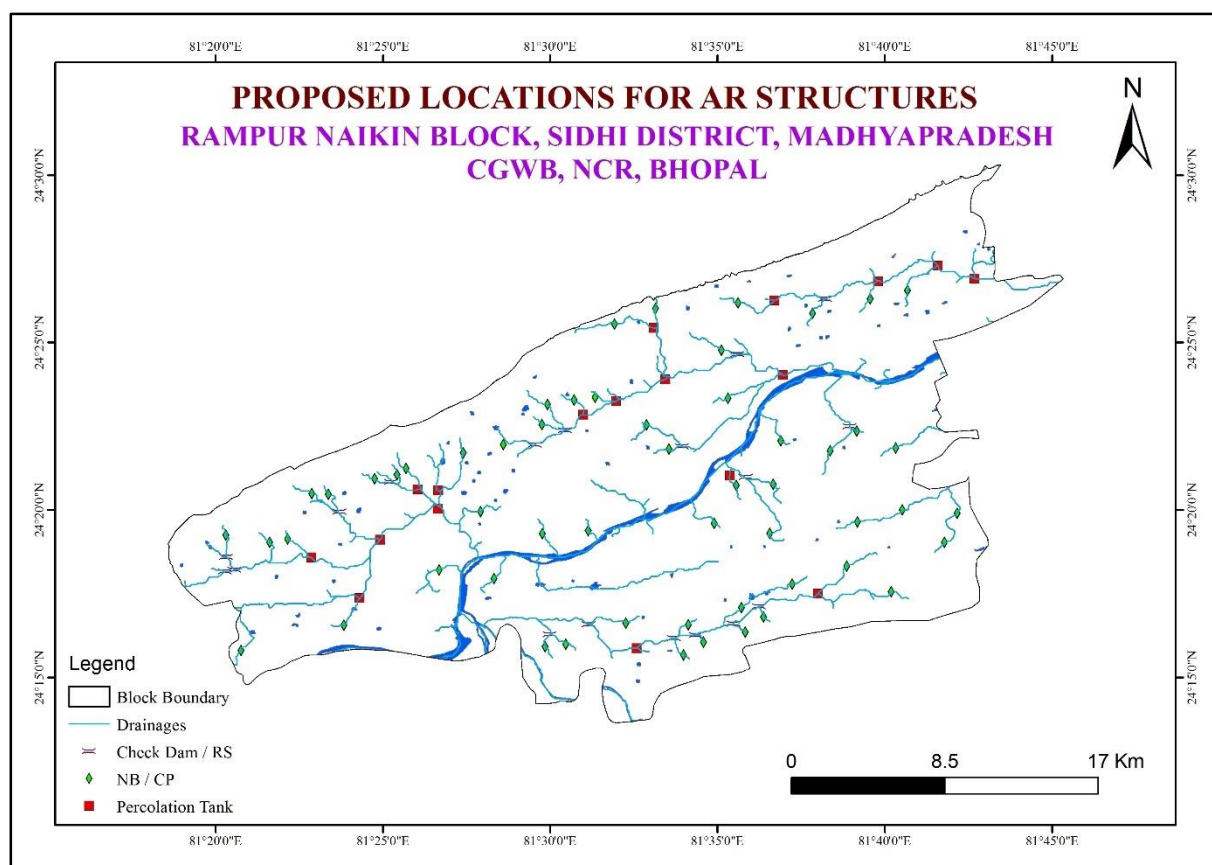 81°20'0"E 81°25'0"E 81°30'0"E 81°35'0"E 81°40'0"E 81°45'0"E
PROPOSED LOCATIONS FOR AR STRUCTURES
RAMPUR NAIKIN BLOCK, SIDHI DISTRICT, MADHYAPRADESH
CGWB, NCR, BHOPAL
N
24°30'0"N 24°30'0"N
24°25'0"N 24°25'0"N
24°20'0"N 24°20'0"N
24°15'0"N 24°15'0"N
Legend
Block Boundary
Drainages
Check Dam / RS
NB / CP
Percolation Tank
0 8.5 17 Km
81°20'0"E 81°25'0"E 81°30'0"E 81°35'0"E 81°40'0"E 81°45'0"E